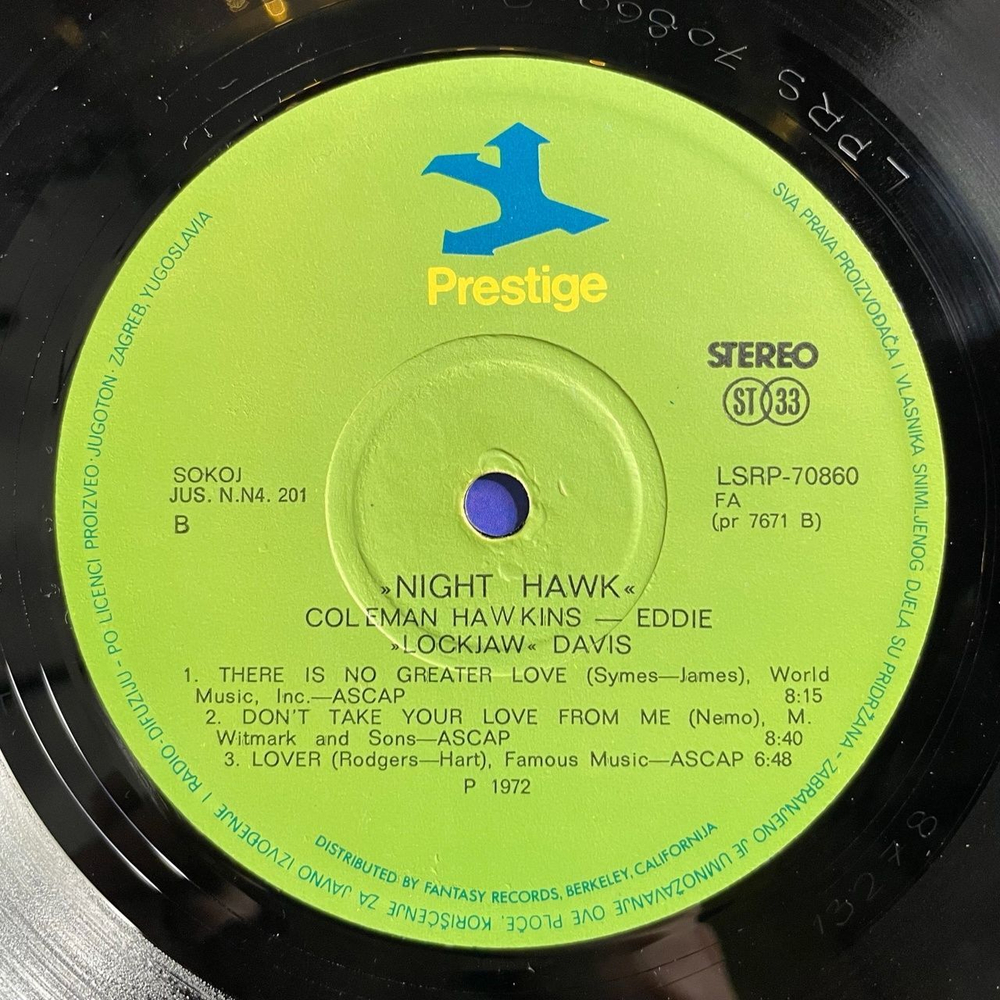 LPRS 70860
Prestige
STEREO
ST 33
SOKOJ
JUS. N.N4. 201
B
LSRP-70860
FA
(pr 7671 B)
»NIGHT HAWK«
COLEMAN HAWKINS — EDDIE
»LOCKJAW« DAVIS
1. THERE IS NO GREATER LOVE (Symes—James), World
Music, Inc.—ASCAP 8:15
2. DON'T TAKE YOUR LOVE FROM ME (Nemo), M.
Witmark and Sons—ASCAP 8:40
3. LOVER (Rodgers—Hart), Famous Music—ASCAP 6:48
P 1972
DISTRIBUTED BY FANTASY RECORDS, BERKELEY, CALIFORNIJA
SVA PRAVA PROIZVOĐAČA I VLASNIKA SNIMLJENOG DJELA SU PRIDRŽANA - ZABRANJENO JE UMNOŽAVANJE OVE PLOČE, KORIŠĆENJE ZA JAVNO IZVOĐENJE I RADIO-DIFUZIJU - PO LICENCI PROIZVEO · JUGOTON · ZAGREB, YUGOSLAVIA